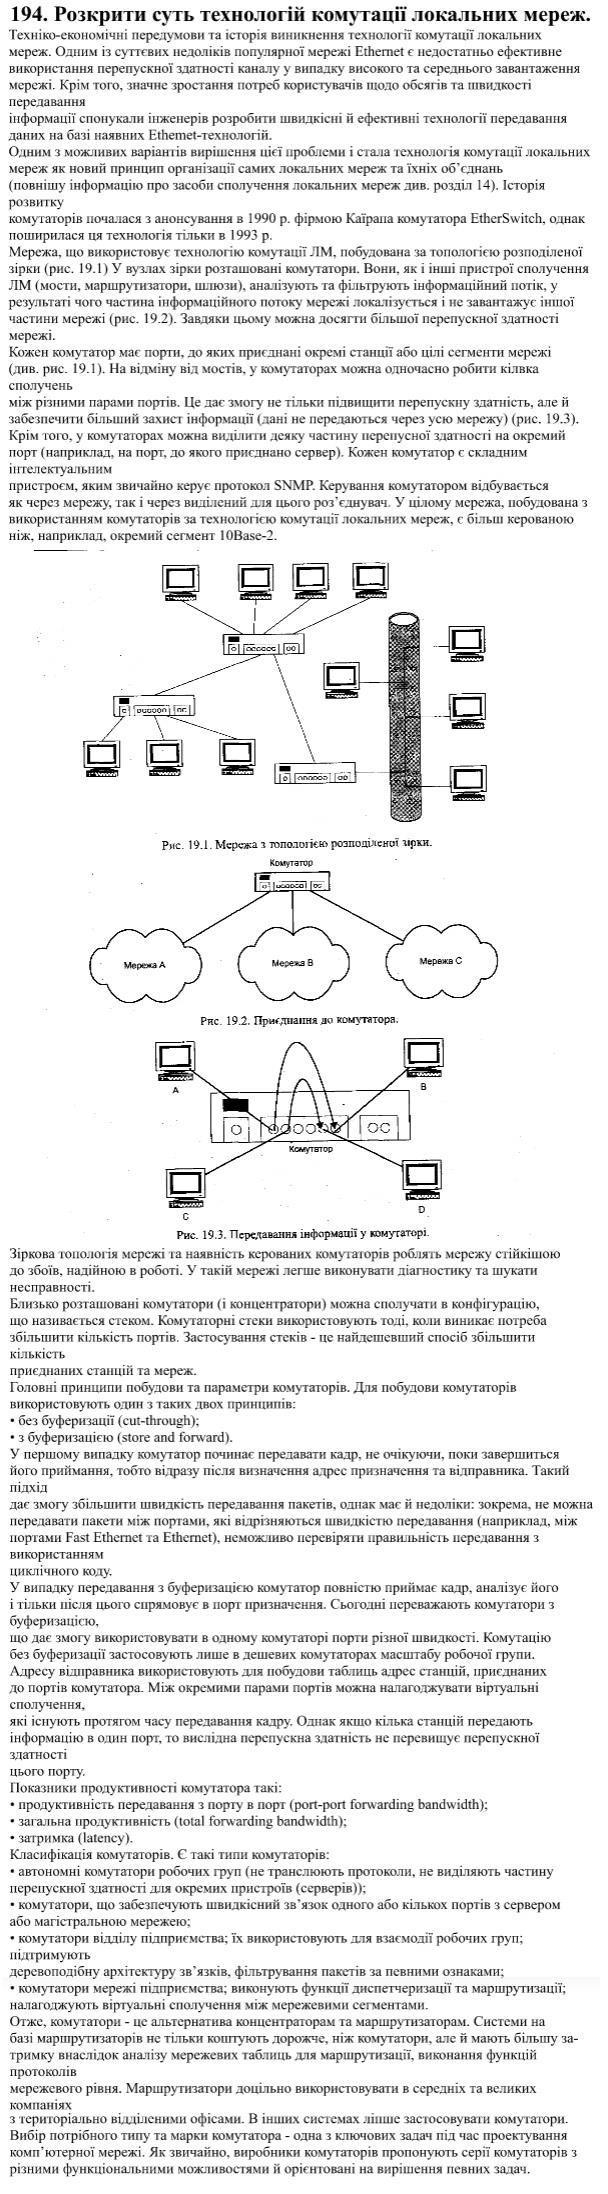 194. Розкрити суть технологій комутації локальних мереж.
Техніко-економічні передумови та історія виникнення технології комутації локальних
мереж. Одним із суттєвих недоліків популярної мережі Ethernet є недостатньо ефективне
використання перепускної здатності каналу у випадку високого та середнього завантаження
мережі. Крім того, значне зростання потреб користувачів щодо обсягів та швидкості
передавання
інформації спонукали інженерів розробити швидкісні й ефективні технології передавання
даних на базі наявних Ethemet-технологій.
Одним з можливих варіантів вирішення цієї проблеми і стала технологія комутації локальних
мереж як новий принцип організації самих локальних мереж та їхніх об’єднань
(повнішу інформацію про засоби сполучення локальних мереж див. розділ 14). Історія
розвитку
комутаторів почалася з анонсування в 1990 р. фірмою Каїрапа комутатора EtherSwitch, однак
поширилася ця технологія тільки в 1993 р.
Мережа, що використовує технологію комутації ЛМ, побудована за топологією розподіленої
зірки (рис. 19.1) У вузлах зірки розташовані комутатори. Вони, як і інші пристрої сполучення
ЛМ (мости, маршрутизатори, шлюзи), аналізують та фільтрують інформаційний потік, у
результаті чого частина інформаційного потоку мережі локалізується і не завантажує іншої
частини мережі (рис. 19.2). Завдяки цьому можна досягти більшої перепускної здатності
мережі.
Кожен комутатор має порти, до яких приєднані окремі станції або цілі сегменти мережі
(див. рис. 19.1). На відміну від мостів, у комутаторах можна одночасно робити кілвка
сполучень
між різними парами портів. Це дає змогу не тільки підвищити перепускну здатність, але й
забезпечити більший захист інформації (дані не передаються через усю мережу) (рис. 19.3).
Крім того, у комутаторах можна виділити деяку частину перепусної здатності на окремий
порт (наприклад, на порт, до якого приєднано сервер). Кожен комутатор є складним
інтелектуальним
пристроєм, яким звичайно керує протокол SNMP. Керування комутатором відбувається
як через мережу, так і через виділений для цього роз’єднувач. У цілому мережа, побудована з
використанням комутаторів за технологією комутації локальних мереж, є більш керованою
ніж, наприклад, окремий сегмент 10Base-2.
Рис. 19.1. Мережа з топологією розподіленої зірки.
Комутатор
Мережа А
Мережа В
Мережа С
Рис. 19.2. Приєднання до комутатора.
А
В
Комутатор
С
D
Рис. 19.3. Передавання інформації у комутаторі.
Зіркова топологія мережі та наявність керованих комутаторів роблять мережу стійкішою
до збоїв, надійною в роботі. У такій мережі легше виконувати діагностику та шукати
несправності.
Близько розташовані комутатори (і концентратори) можна сполучати в конфігурацію,
що називається стеком. Комутаторні стеки використовують тоді, коли виникає потреба
збільшити кількість портів. Застосування стеків - це найдешевший спосіб збільшити
кількість
приєднаних станцій та мереж.
Головні принципи побудови та параметри комутаторів. Для побудови комутаторів
використовують один з таких двох принципів:
• без буферизації (cut-through);
• з буферизацією (store and forward).
У першому випадку комутатор починає передавати кадр, не очікуючи, поки завершиться
його приймання, тобто відразу після визначення адрес призначення та відправника. Такий
підхід
дає змогу збільшити швидкість передавання пакетів, однак має й недоліки: зокрема, не можна
передавати пакети між портами, які відрізняються швидкістю передавання (наприклад, між
портами Fast Ethernet та Ethernet), неможливо перевіряти правильність передавання з
використанням
циклічного коду.
У випадку передавання з буферизацією комутатор повністю приймає кадр, аналізує його
і тільки після цього спрямовує в порт призначення. Сьогодні переважають комутатори з
буферизацією,
що дає змогу використовувати в одному комутаторі порти різної швидкості. Комутацію
без буферизації застосовують лише в дешевих комутаторах масштабу робочої групи.
Адресу відправника використовують для побудови таблиць адрес станцій, приєднаних
до портів комутатора. Між окремими парами портів можна налагоджувати віртуальні
сполучення,
які існують протягом часу передавання кадру. Однак якщо кілька станцій передають
інформацію в один порт, то вислідна перепускна здатність не перевищує перепускної
здатності
цього порту.
Показники продуктивності комутатора такі:
• продуктивність передавання з порту в порт (port-port forwarding bandwidth);
• загальна продуктивність (total forwarding bandwidth);
• затримка (latency).
Класифікація комутаторів. Є такі типи комутаторів:
• автономні комутатори робочих груп (не транслюють протоколи, не виділяють частину
перепускної здатності для окремих пристроїв (серверів));
• комутатори, що забезпечують швидкісний зв’язок одного або кількох портів з сервером
або магістральною мережею;
• комутатори відділу підприємства; їх використовують для взаємодії робочих груп;
підтримують
деревоподібну архітектуру зв’язків, фільтрування пакетів за певними ознаками;
• комутатори мережі підприємства; виконують функції диспетчеризації та маршрутизації;
налагоджують віртуальні сполучення між мережевими сегментами.
Отже, комутатори - це альтернатива концентраторам та маршрутизаторам. Системи на
базі маршрутизаторів не тільки коштують дорожче, ніж комутатори, але й мають більшу за-
тримку внаслідок аналізу мережевих таблиць для маршрутизації, виконання функцій
протоколів
мережевого рівня. Маршрутизатори доцільно використовувати в середніх та великих
компаніях
з територіально відділеними офісами. В інших системах ліпше застосовувати комутатори.
Вибір потрібного типу та марки комутатора - одна з ключових задач під час проектування
комп’ютерної мережі. Як звичайно, виробники комутаторів пропонують серії комутаторів з
різними функціональними можливостями й орієнтовані на вирішення певних задач.